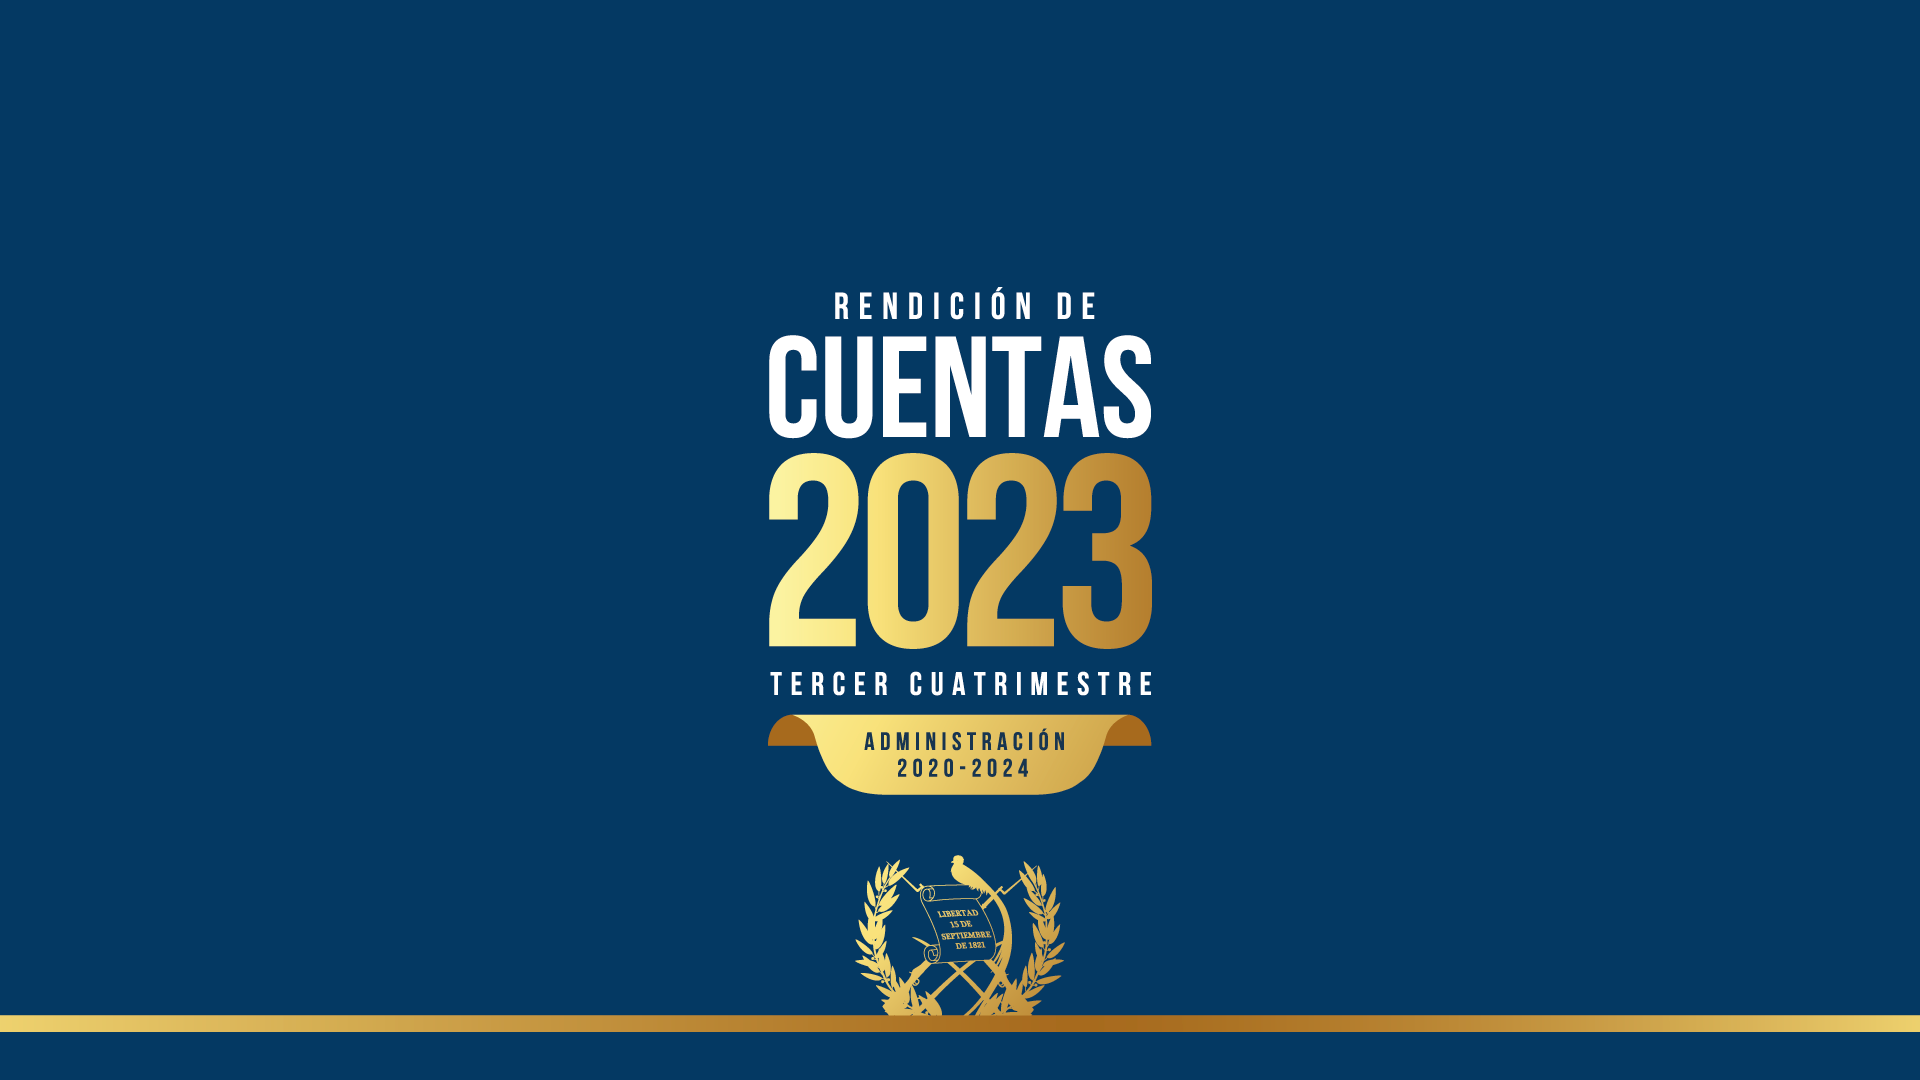 RENDICIÓN DE
CUENTAS
2023
TERCER CUATRIMESTRE
ADMINISTRACIÓN
2020-2024
LIBERTAD
15 DE
SEPTIEMBRE
DE 1821